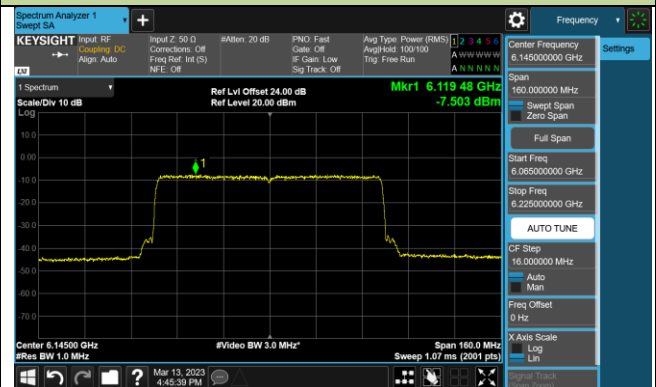 Spectrum Analyzer 1
Swept SA
Frequency
KEYSIGHT
Input: RF
Coupling: DC
Align: Auto
Input Z: 50 Ω
Corrections: Off
Freq Ref: Int (S)
NFE: Off
#Atten: 20 dB
PNO: Fast
Gate: Off
IF Gain: Low
Sig Track: Off
Avg Type: Power (RMS)
Avg|Hold: 100/100
Trig: Free Run
1 2 3 4 5 6
A W W W W W
A N N N N N
LXI
1 Spectrum
Scale/Div 10 dB
Log
Ref Lvl Offset 24.00 dB
Ref Level 20.00 dBm
Mkr1 6.119 48 GHz
-7.503 dBm
10.0
0.00
-10.0
-20.0
-30.0
-40.0
-50.0
-60.0
-70.0
1
Center 6.14500 GHz
#Res BW 1.0 MHz
#Video BW 3.0 MHz*
Span 160.0 MHz
Sweep 1.07 ms (2001 pts)
Mar 13, 2023
4:45:39 PM
Center Frequency
6.145000000 GHz
Settings
Span
160.000000 MHz
Swept Span
Zero Span
Full Span
Start Freq
6.065000000 GHz
Stop Freq
6.225000000 GHz
AUTO TUNE
CF Step
16.000000 MHz
Auto
Man
Freq Offset
0 Hz
X Axis Scale
Log
Lin
Signal Track
(Span Zoom)